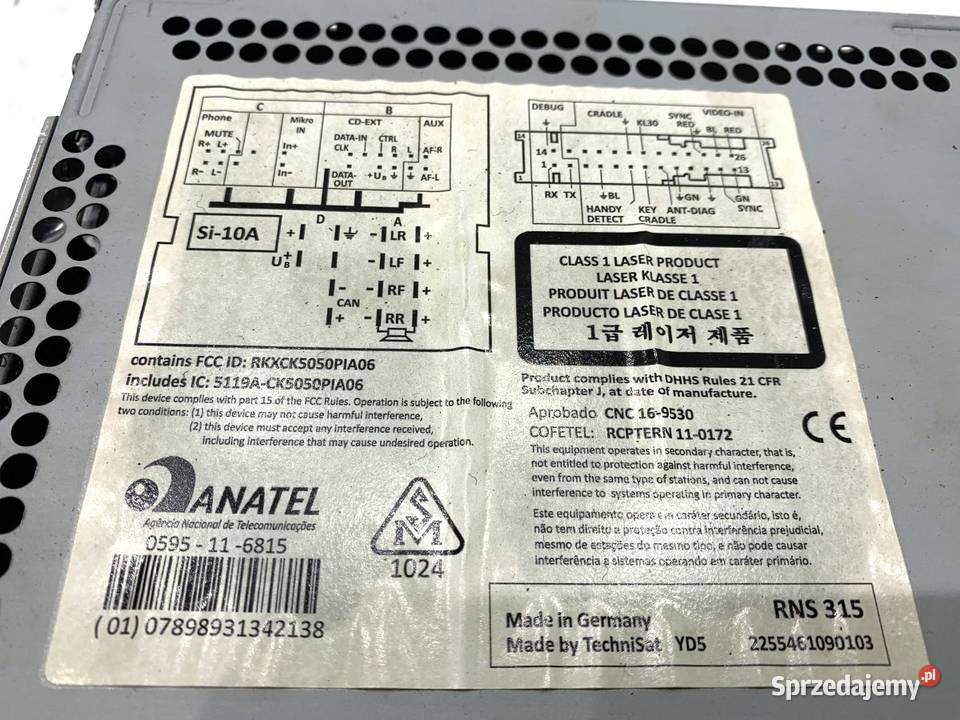 C
B
Phone
Mikro
IN
CD-EXT
AUX
MUTE
R+ L+
In+
DATA-IN
CTRL
CLK
R L
AF-R
R- L-
In-
DATA-
OUT
+UB
AF-L
D
A
Si-10A
+
- LR +
U+B
- LF +
-
- RF +
CAN
+
- RR +
DEBUG
CRADLE
SYNC
RED
VIDEO-IN
KL30
BL RED
14
14
26
1
13
1
RX TX
BL
GN
GN
HANDY
DETECT
KEY
CRADLE
ANT-DIAG
SYNC
CLASS 1 LASER PRODUCT
LASER KLASSE 1
PRODUIT LASER DE CLASSE 1
PRODUCTO LASER DE CLASE 1
1급 레이저 제품
contains FCC ID: RKXCK5050PIA06
includes IC: 5119A-CK5050PIA06
This device complies with part 15 of the FCC Rules. Operation is subject to the following
two conditions: (1) this device may not cause harmful interference,
(2) this device must accept any interference received,
including interference that may cause undesired operation.
Product complies with DHHS Rules 21 CFR
Subchapter J, at date of manufacture.
Aprobado CNC 16-9530
COFETEL: RCPTERN 11-0172
CE
This equipment operates in secondary character, that is,
not entitled to protection against harmful interference,
even from the same type of stations, and can not cause
interference to systems operating in primary character.
Este equipamento opera em caráter secundário, isto é,
não tem direito a proteção contra interferência prejudicial,
mesmo de estações do mesmo tipo, e não pode causar
interferência a sistemas operando em caráter primário.
ANATEL
Agência Nacional de Telecomunicações
0595 - 11 -6815
S
M
1024
(01) 07898931342138
Made in Germany
RNS 315
Made by TechniSat YD5 2255461090103
Sprzedajemy.pl